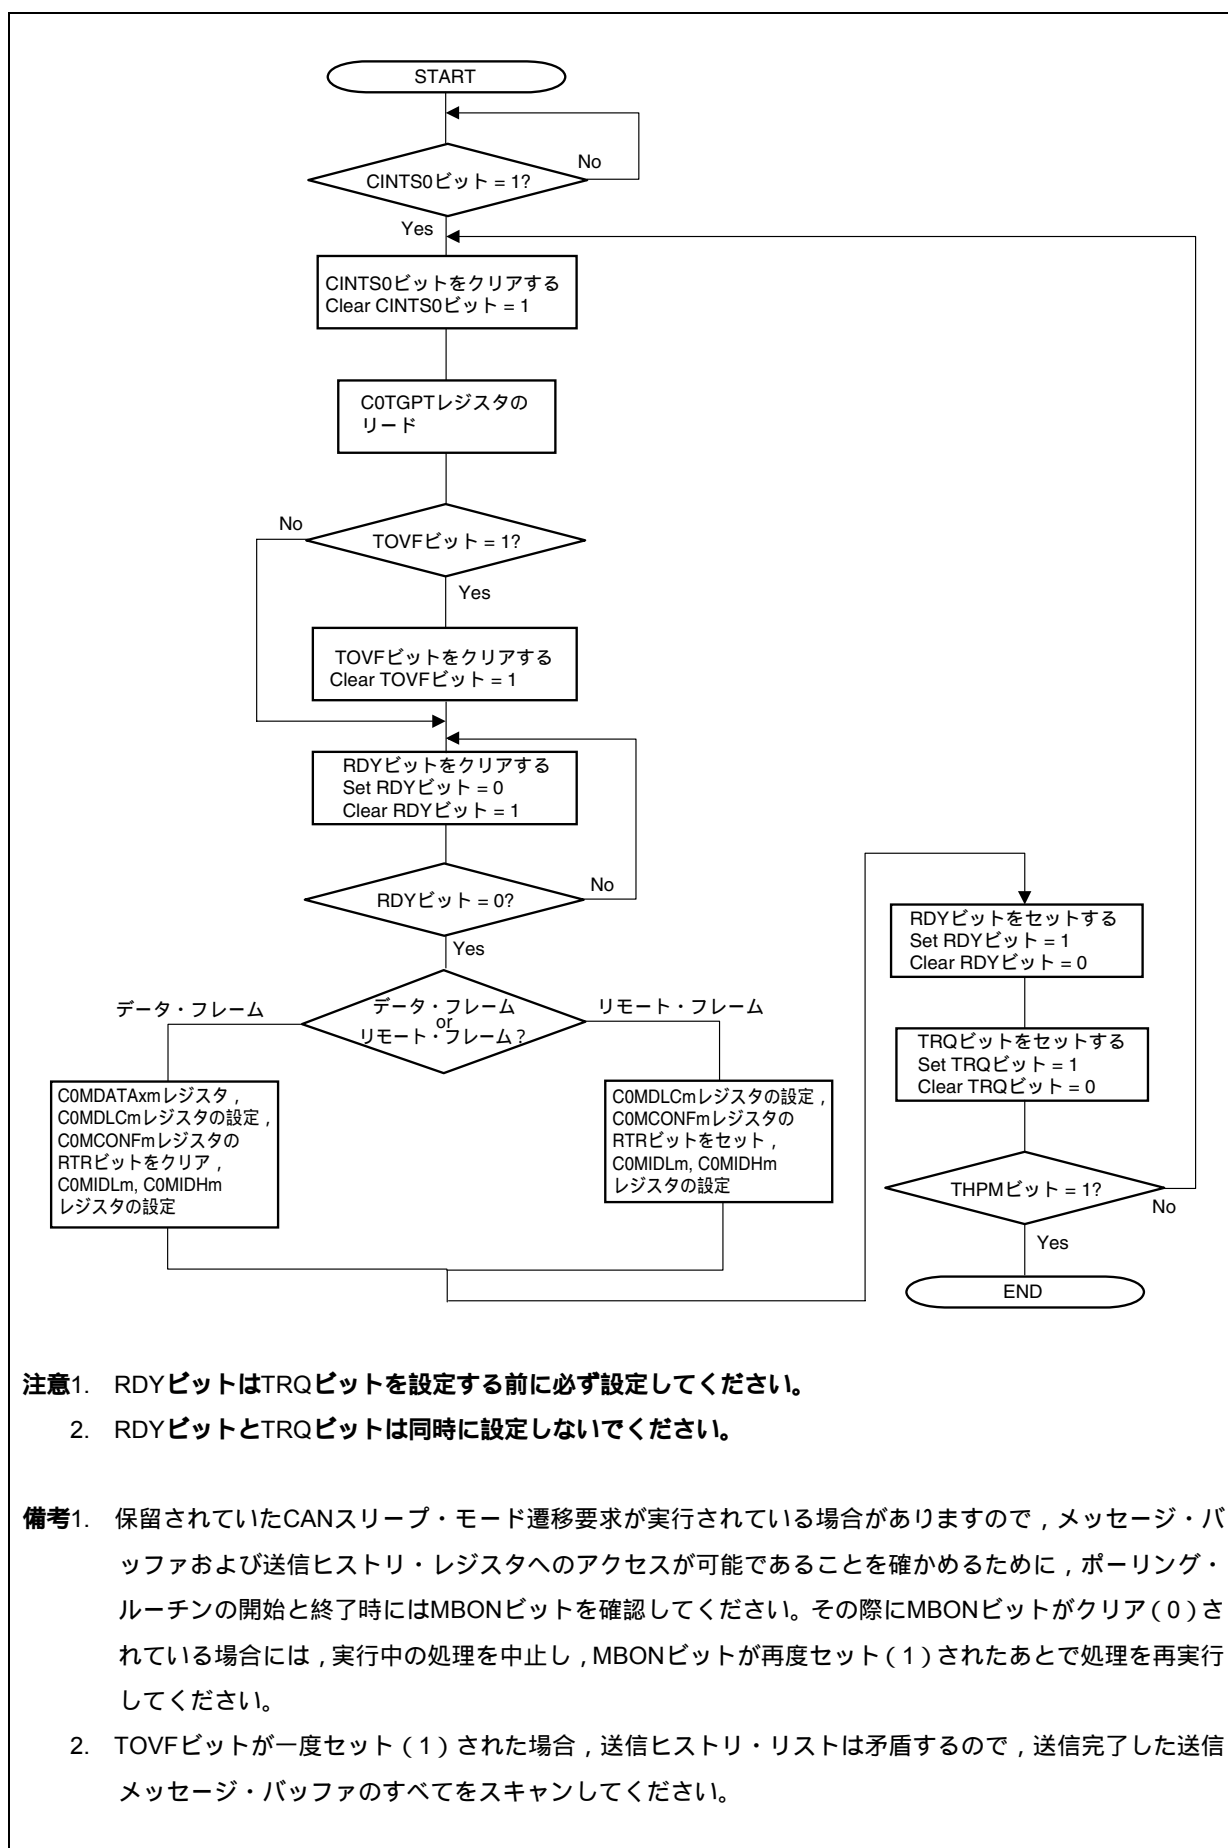 START
CINTS0ビット = 1?
No
Yes
CINTS0ビットをクリアする
Clear CINTS0ビット = 1
C0TGPTレジスタの
リード
TOVFビット = 1?
No
Yes
TOVFビットをクリアする
Clear TOVFビット = 1
RDYビットをクリアする
Set RDYビット = 0
Clear RDYビット = 1
RDYビット = 0?
No
Yes
データ・フレーム
or
リモート・フレーム？
データ・フレーム
リモート・フレーム
C0MDATAxmレジスタ，
C0MDLCmレジスタの設定，
C0MCONFmレジスタの
RTRビットをクリア，
C0MIDLm, C0MIDHm
レジスタの設定
C0MDLCmレジスタの設定，
C0MCONFmレジスタの
RTRビットをセット，
C0MIDLm, C0MIDHm
レジスタの設定
RDYビットをセットする
Set RDYビット = 1
Clear RDYビット = 0
TRQビットをセットする
Set TRQビット = 1
Clear TRQビット = 0
THPMビット = 1?
No
Yes
END
注意1. RDYビットはTRQビットを設定する前に必ず設定してください。
2. RDYビットとTRQビットは同時に設定しないでください。
備考1. 保留されていたCANスリープ・モード遷移要求が実行されている場合がありますので，メッセージ・バ
ッファおよび送信ヒストリ・レジスタへのアクセスが可能であることを確かめるために，ポーリング・
ルーチンの開始と終了時にはMBONビットを確認してください。その際にMBONビットがクリア（0）さ
れている場合には，実行中の処理を中止し，MBONビットが再度セット（1）されたあとで処理を再実行
してください。
2. TOVFビットが一度セット（1）された場合，送信ヒストリ・リストは矛盾するので，送信完了した送信
メッセージ・バッファのすべてをスキャンしてください。